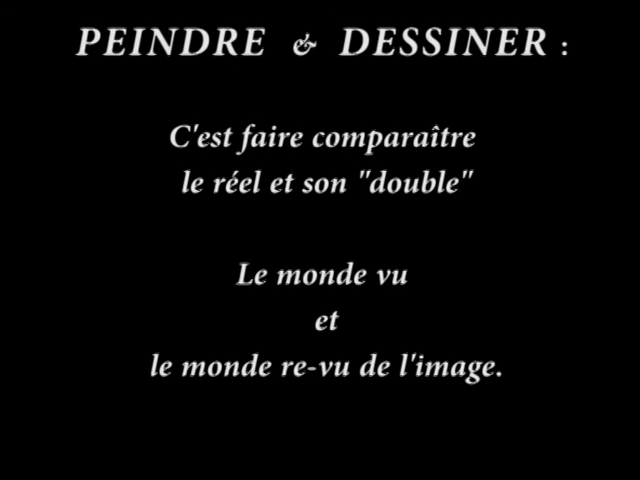 PEINDRE & DESSINER :
C'est faire comparaître
le réel et son "double"
Le monde vu
et
le monde re-vu de l'image.